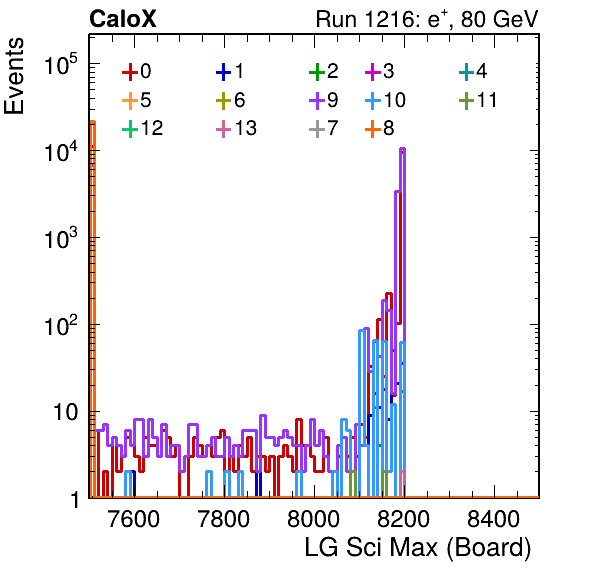 CaloX Run 1216: e⁺, 80 GeV
Events
0 1 2 3 4
5 6 9 10 11
12 13 7 8
10⁵
10⁴
10³
10²
10
1
7600 7800 8000 8200 8400
LG Sci Max (Board)